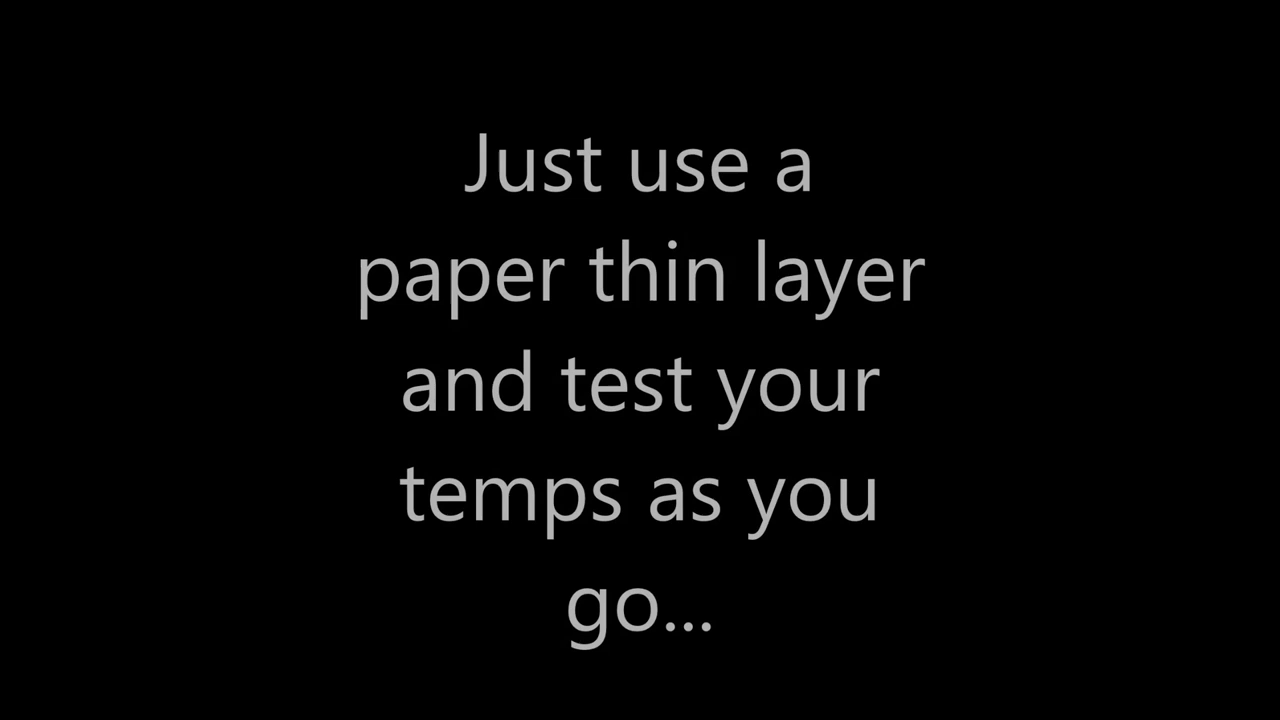 Just use a
paper thin layer
and test your
temps as you
go...